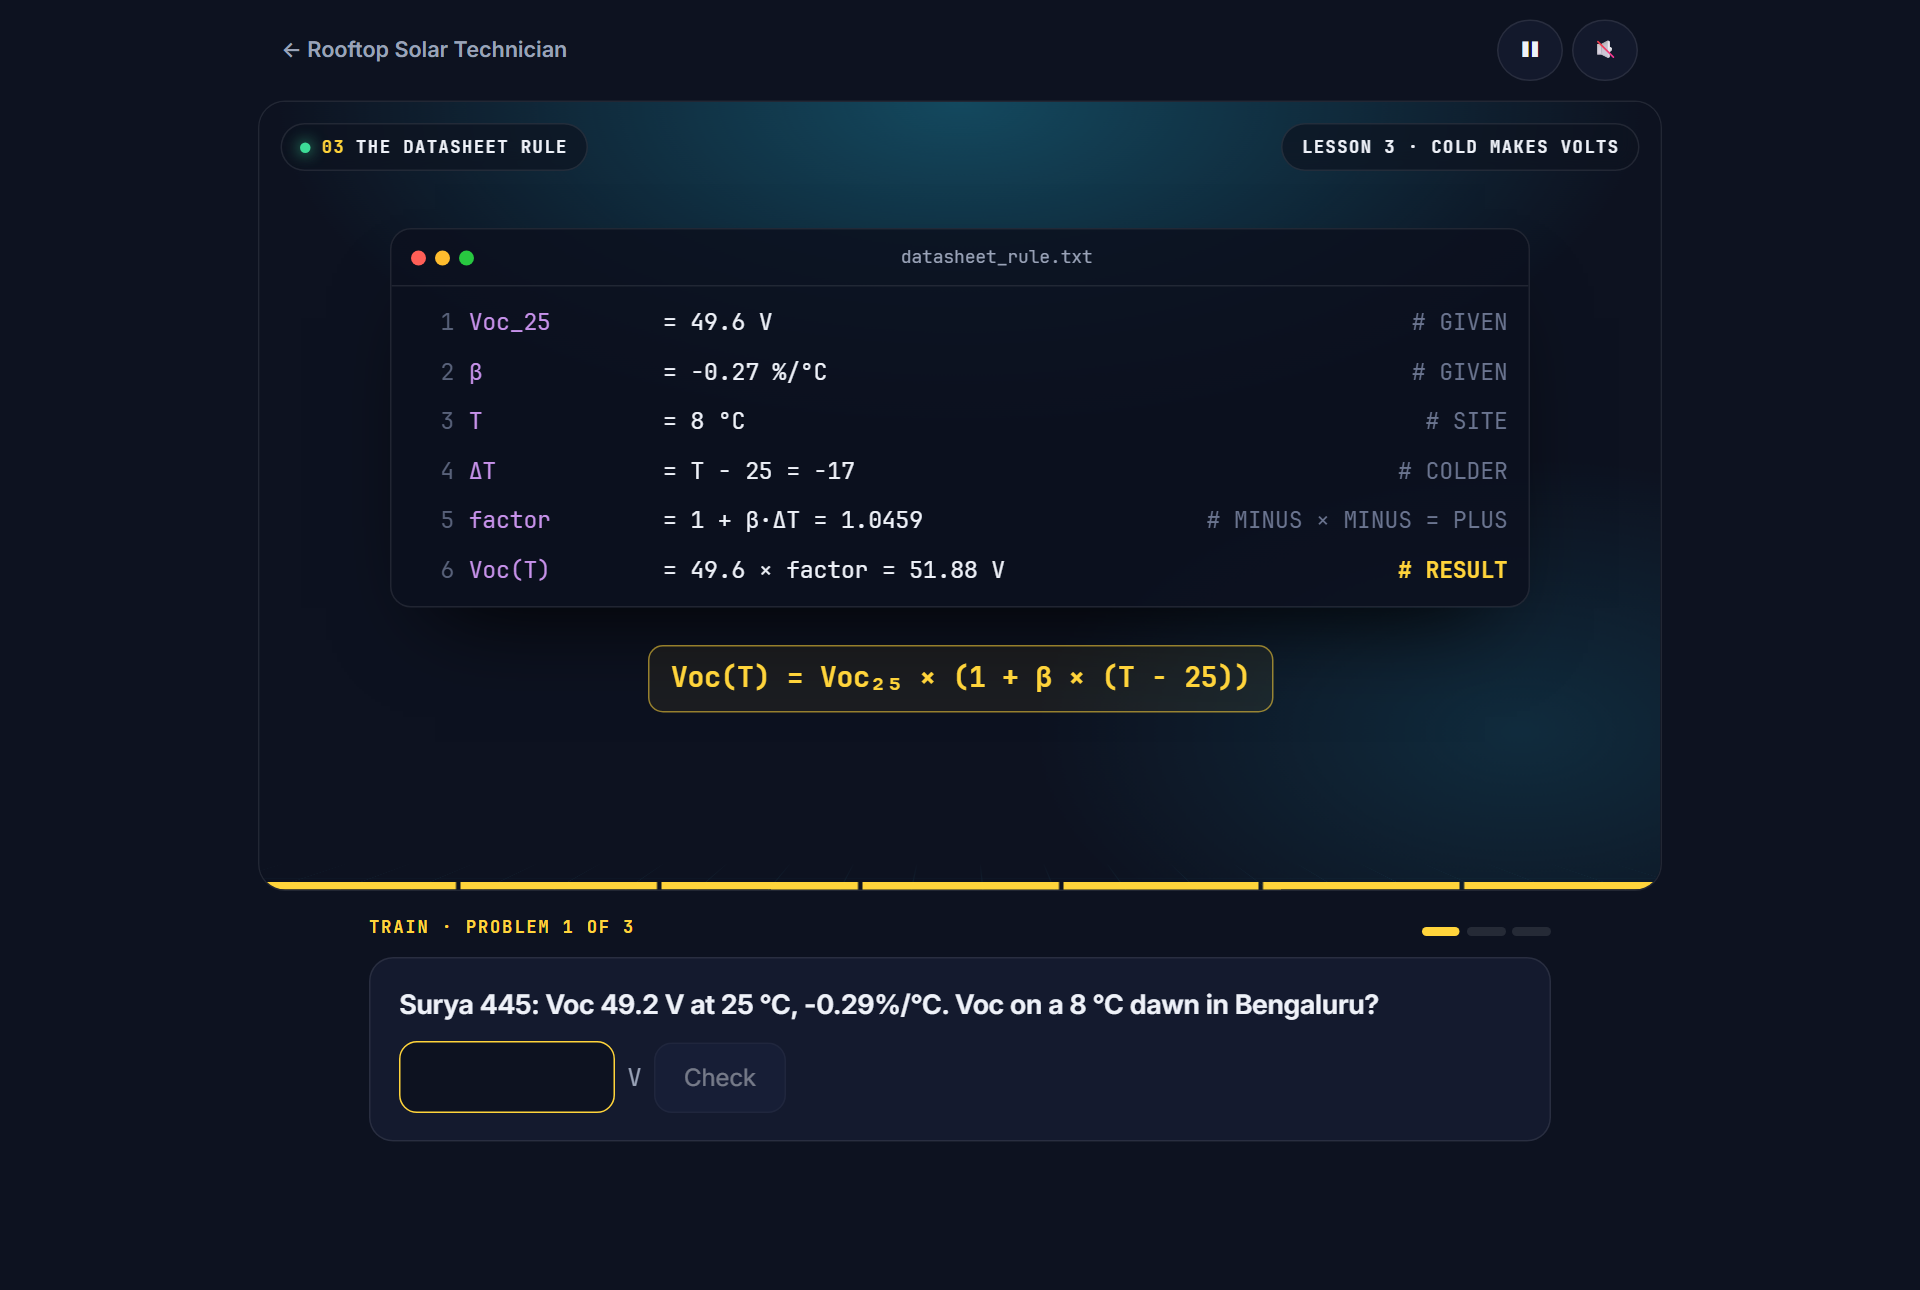 ← Rooftop Solar Technician
03 THE DATASHEET RULE
LESSON 3 · COLD MAKES VOLTS
datasheet_rule.txt
1 Voc_25 = 49.6 V # GIVEN
2 β = -0.27 %/°C # GIVEN
3 T = 8 °C # SITE
4 ΔT = T - 25 = -17 # COLDER
5 factor = 1 + β·ΔT = 1.0459 # MINUS × MINUS = PLUS
6 Voc(T) = 49.6 × factor = 51.88 V # RESULT
Voc(T) = Voc₂₅ × (1 + β × (T - 25))
TRAIN · PROBLEM 1 OF 3
Surya 445: Voc 49.2 V at 25 °C, -0.29%/°C. Voc on a 8 °C dawn in Bengaluru?
V Check